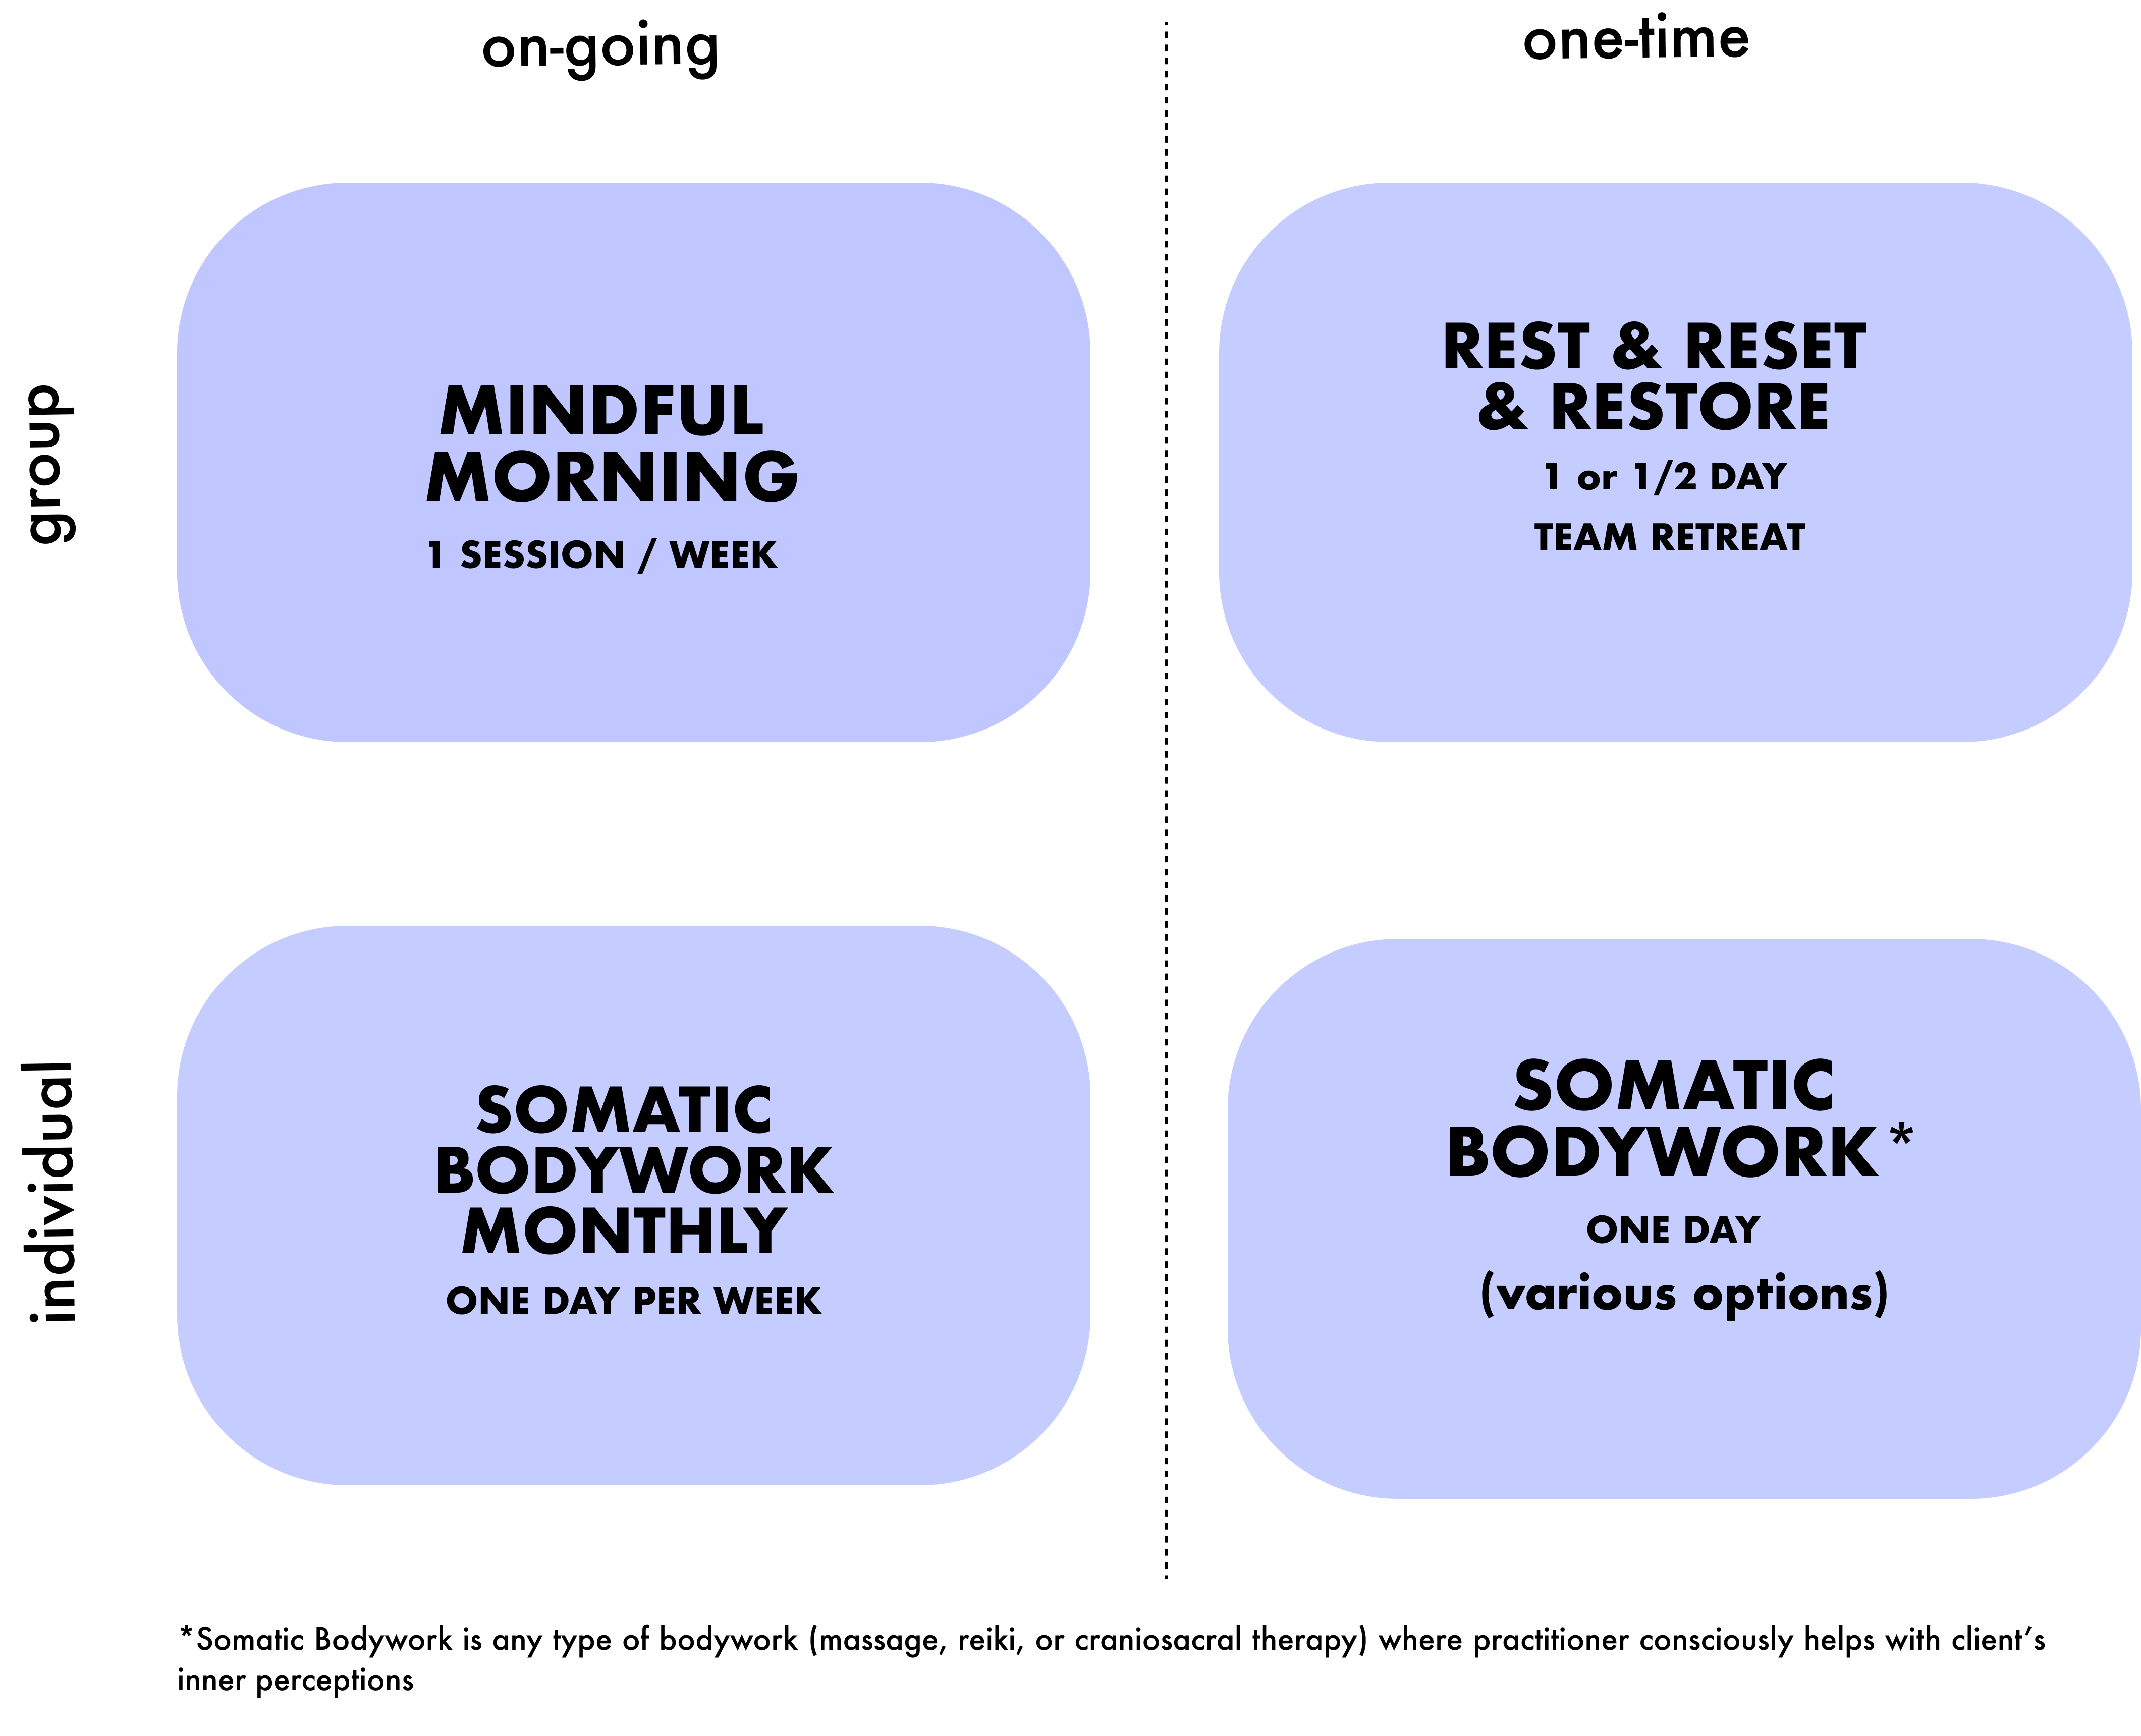 on-going
one-time
group
MINDFUL
MORNING
1 SESSION / WEEK
REST & RESET
& RESTORE
1 or 1/2 DAY
TEAM RETREAT
individual
SOMATIC
BODYWORK
MONTHLY
ONE DAY PER WEEK
SOMATIC
BODYWORK*
ONE DAY
(various options)
*Somatic Bodywork is any type of bodywork (massage, reiki, or craniosacral therapy) where practitioner consciously helps with client’s
inner perceptions